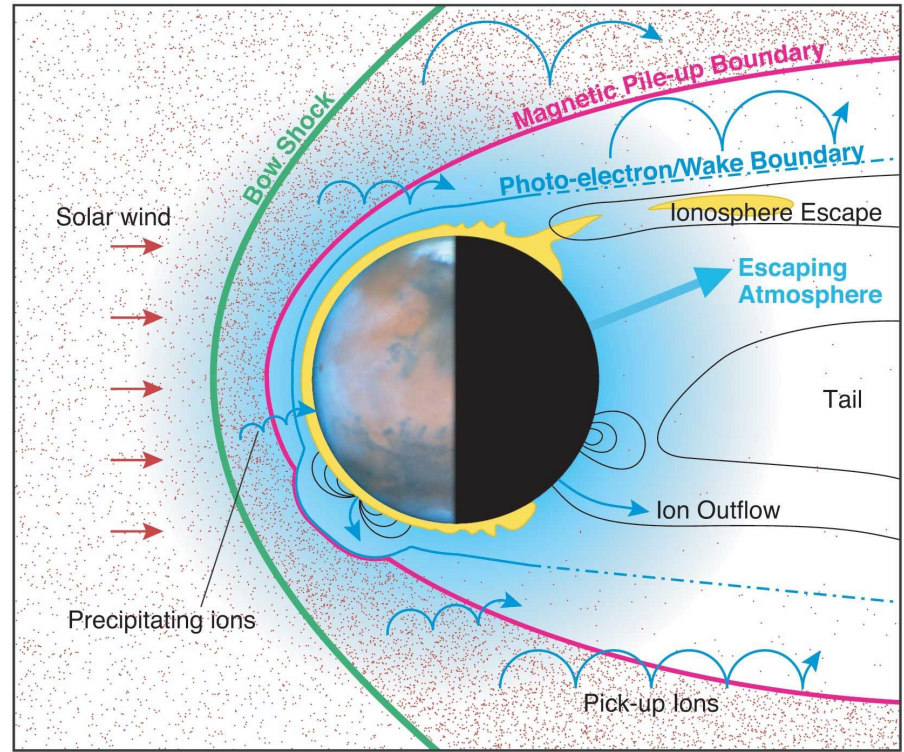 Bow Shock
Magnetic Pile-up Boundary
Photo-electron/Wake Boundary
Solar wind
Ionosphere Escape
Escaping
Atmosphere
Tail
Ion Outflow
Precipitating ions
Pick-up Ions